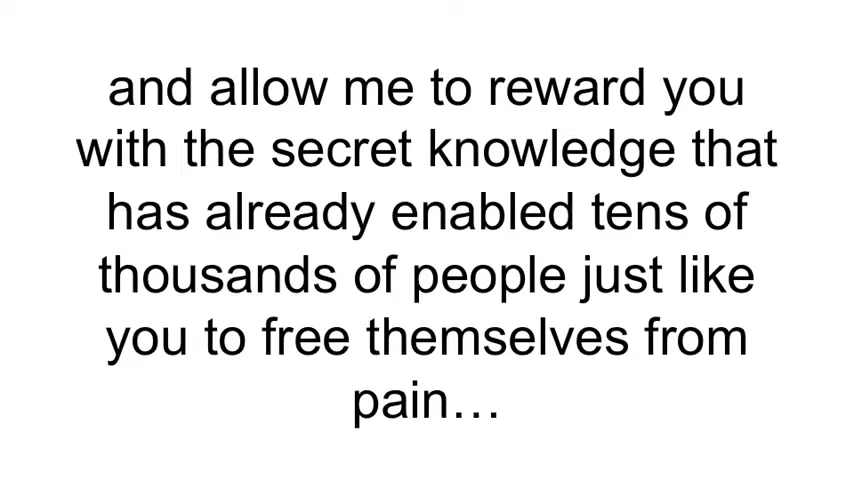 and allow me to reward you
with the secret knowledge that
has already enabled tens of
thousands of people just like
you to free themselves from
pain…